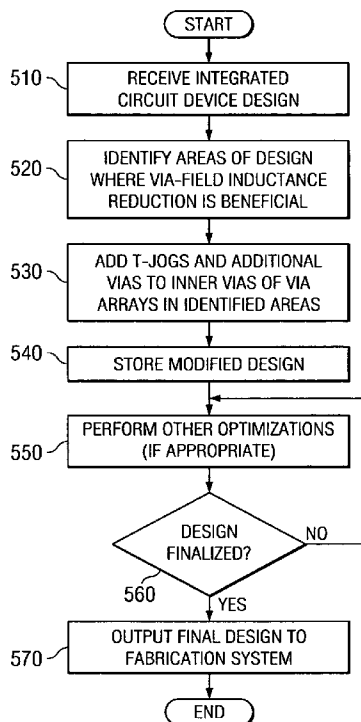 START
510
RECEIVE INTEGRATED
CIRCUIT DEVICE DESIGN
520
IDENTIFY AREAS OF DESIGN
WHERE VIA-FIELD INDUCTANCE
REDUCTION IS BENEFICIAL
530
ADD T-JOGS AND ADDITIONAL
VIAS TO INNER VIAS OF VIA
ARRAYS IN IDENTIFIED AREAS
540
STORE MODIFIED DESIGN
550
PERFORM OTHER OPTIMIZATIONS
(IF APPROPRIATE)
DESIGN
FINALIZED?
NO
560
YES
570
OUTPUT FINAL DESIGN TO
FABRICATION SYSTEM
END